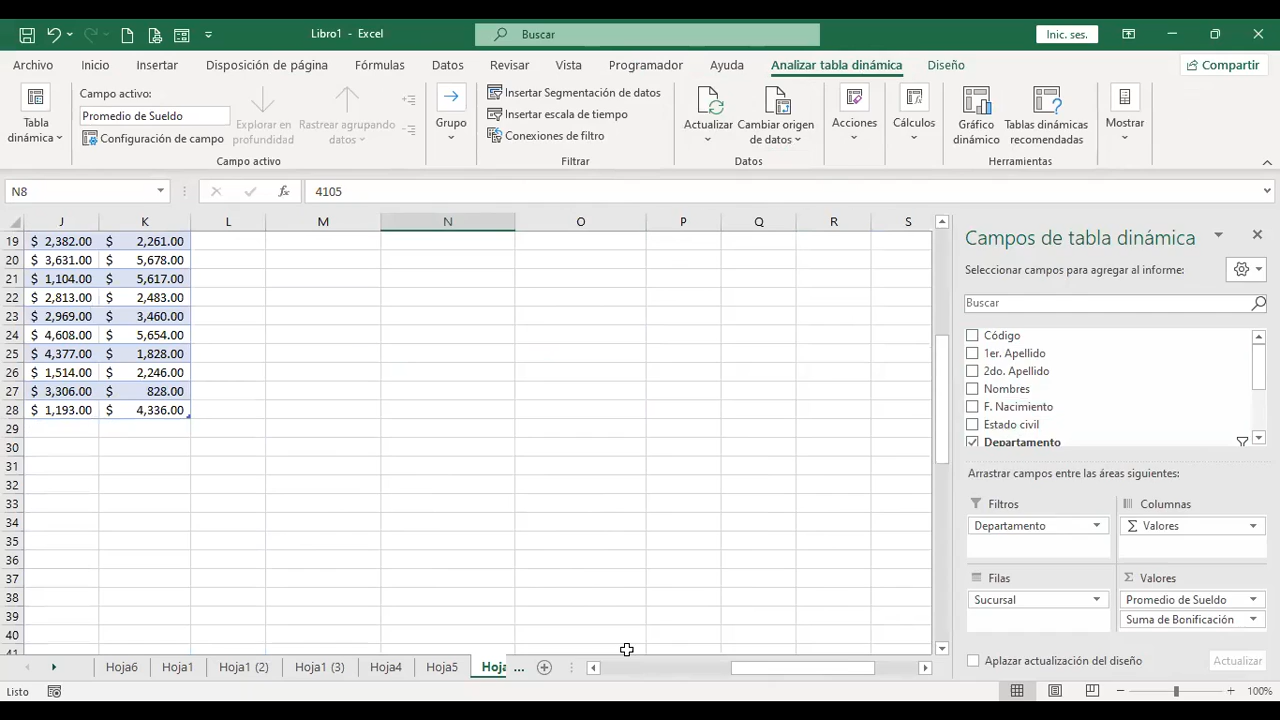 Libro1 - Excel
Buscar
Inic. ses.
Archivo
Inicio
Insertar
Disposición de página
Fórmulas
Datos
Revisar
Vista
Programador
Ayuda
Analizar tabla dinámica
Diseño
Compartir
Tabla
dinámica
Campo activo:
Promedio de Sueldo
Configuración de campo
Explorar en
profundidad
Rastrear agrupando
datos
Campo activo
Grupo
Insertar Segmentación de datos
Insertar escala de tiempo
Conexiones de filtro
Filtrar
Actualizar
Cambiar origen
de datos
Datos
Acciones
Cálculos
Gráfico
dinámico
Tablas dinámicas
recomendadas
Herramientas
Mostrar
N8
fx
4105
J K L M N O P Q R S
19 $ 2,382.00 $ 2,261.00
20 $ 3,631.00 $ 5,678.00
21 $ 1,104.00 $ 5,617.00
22 $ 2,813.00 $ 2,483.00
23 $ 2,969.00 $ 3,460.00
24 $ 4,608.00 $ 5,654.00
25 $ 4,377.00 $ 1,828.00
26 $ 1,514.00 $ 2,246.00
27 $ 3,306.00 $ 828.00
28 $ 1,193.00 $ 4,336.00
29
30
31
32
33
34
35
36
37
38
39
40
41
Campos de tabla dinámica
Seleccionar campos para agregar al informe:
Buscar
Código
1er. Apellido
2do. Apellido
Nombres
F. Nacimiento
Estado civil
Departamento
Arrastrar campos entre las áreas siguientes:
Filtros
Departamento
Columnas
Σ Valores
Filas
Sucursal
Σ Valores
Promedio de Sueldo
Suma de Bonificación
Aplazar actualización del diseño
Actualizar
Hoja6
Hoja1
Hoja1 (2)
Hoja1 (3)
Hoja4
Hoja5
Hoja
...
Listo
100%